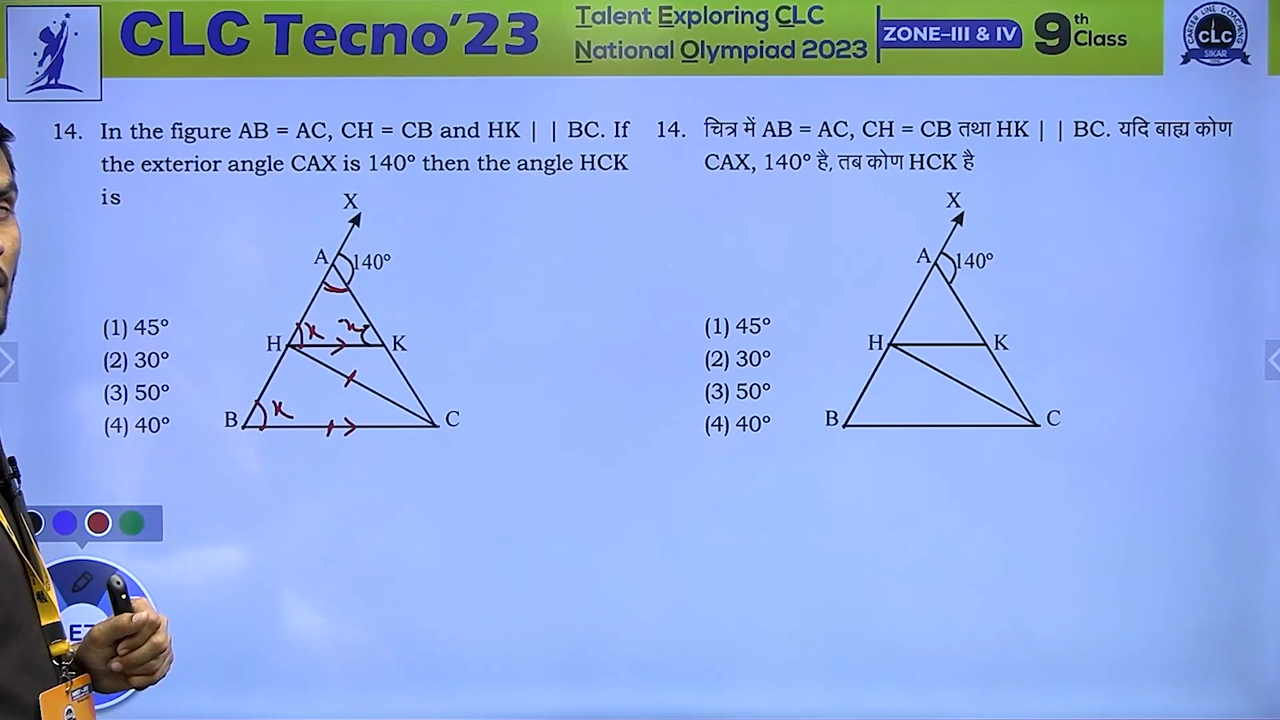 CLC Tecno'23
Talent Exploring CLC
National Olympiad 2023
ZONE–III & IV
9th Class
CAREER LINE COACHING
CLC
SIKAR
14. In the figure AB = AC, CH = CB and HK | | BC. If
the exterior angle CAX is 140° then the angle HCK
is
X
A
140°
x
x
H
K
x
B
C
(1) 45°
(2) 30°
(3) 50°
(4) 40°
14. चित्र में AB = AC, CH = CB तथा HK | | BC. यदि बाह्य कोण
CAX, 140° है, तब कोण HCK है
X
A
140°
H
K
B
C
(1) 45°
(2) 30°
(3) 50°
(4) 40°